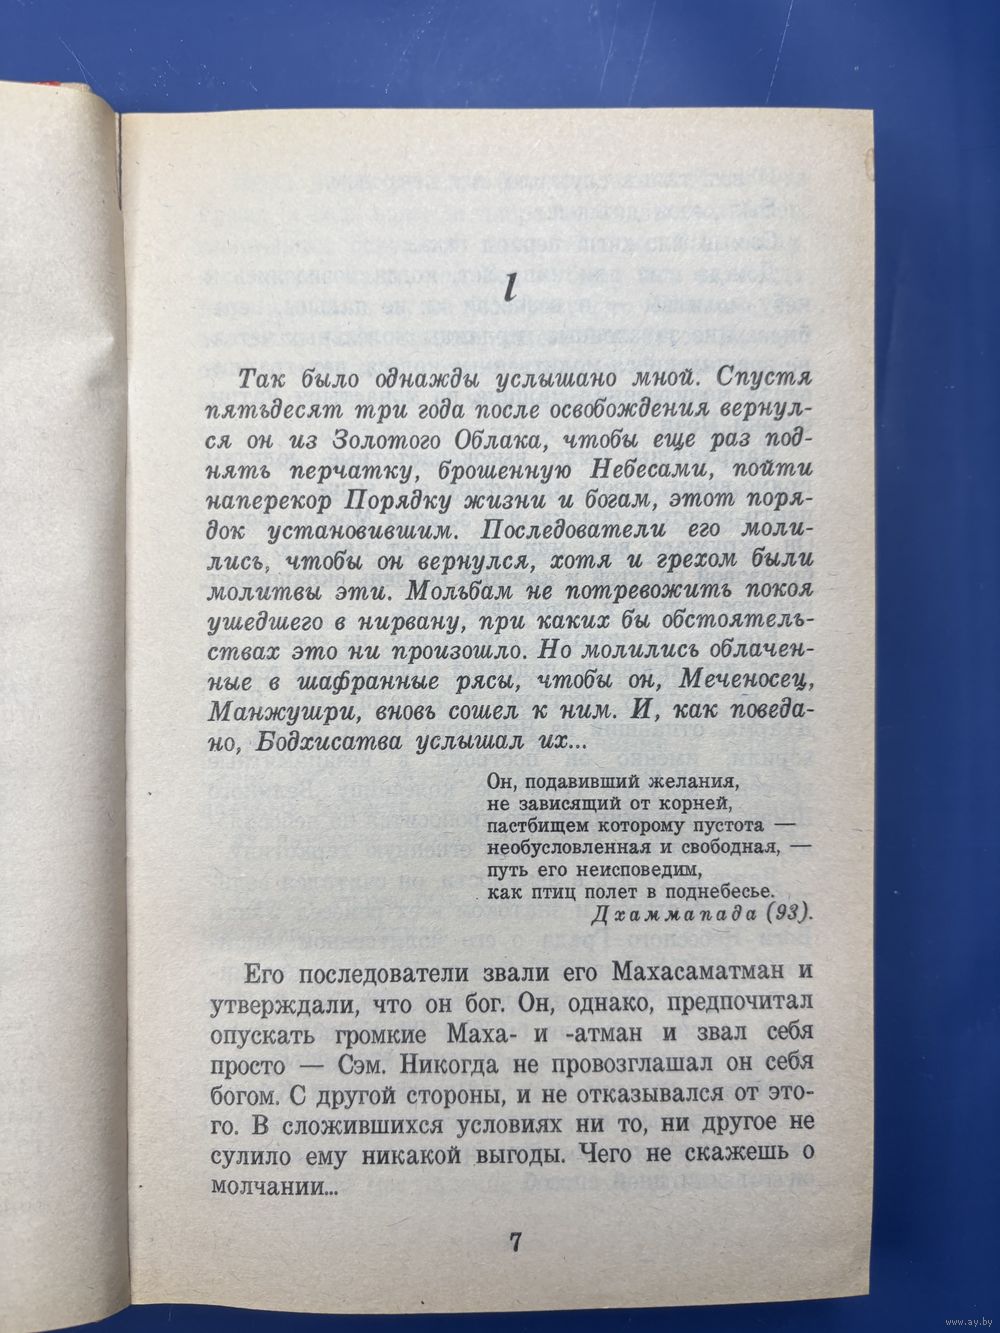 1
Так было однажды услышано мной. Спустя
пятьдесят три года после освобождения вернул-
ся он из Золотого Облака, чтобы еще раз под-
нять перчатку, брошенную Небесами, пойти
наперекор Порядку жизни и богам, этот поря-
док установившим. Последователи его моли-
лись, чтобы он вернулся, хотя и грехом были
молитвы эти. Мольбам не потревожить покоя
ушедшего в нирвану, при каких бы обстоятель-
ствах это ни произошло. Но молились облачен-
ные в шафранные рясы, чтобы он, Меченосец,
Манжушри, вновь сошел к ним. И, как поведа-
но, Бодхисатва услышал их...
Он, подавивший желания,
не зависящий от корней,
пастбищем которому пустота —
необусловленная и свободная, —
путь его неисповедим,
как птиц полет в поднебесье.
Дхаммапада (93).
Его последователи звали его Махасаматман и
утверждали, что он бог. Он, однако, предпочитал
опускать громкие Маха- и -атман и звал себя
просто — Сэм. Никогда не провозглашал он себя
богом. С другой стороны, и не отказывался от это-
го. В сложившихся условиях ни то, ни другое не
сулило ему никакой выгоды. Чего не скажешь о
молчании...
7
www.ay.by